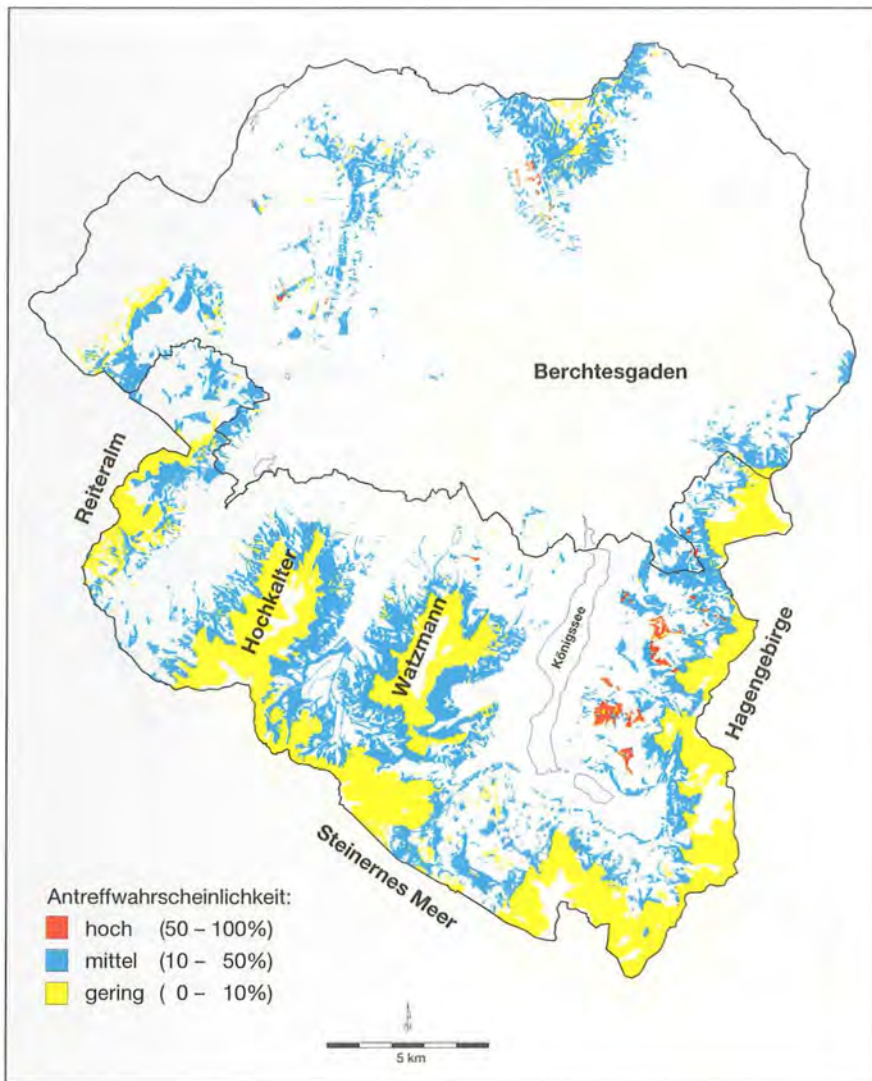 Berchtesgaden
Reiteralm
Hochkalter
Watzmann
Königssee
Hagengebirge
Steinernes Meer
Antreffwahrscheinlichkeit:
hoch (50 – 100%)
mittel (10 – 50%)
gering ( 0 – 10%)
5 km